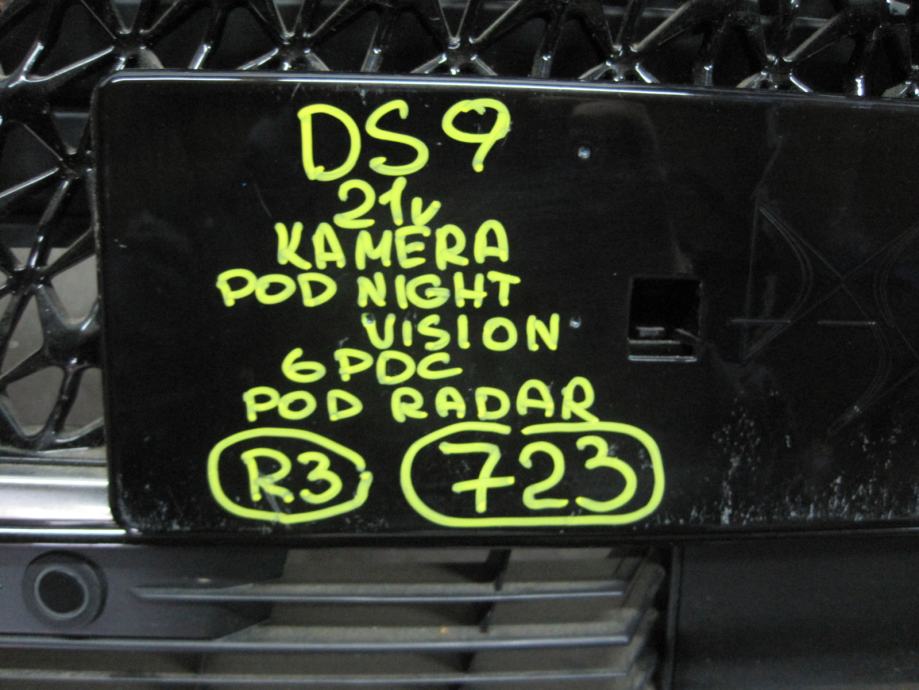 DS9
21v
KAMERA
POD NIGHT
VISION
6PDC
POD RADAR
R3 723